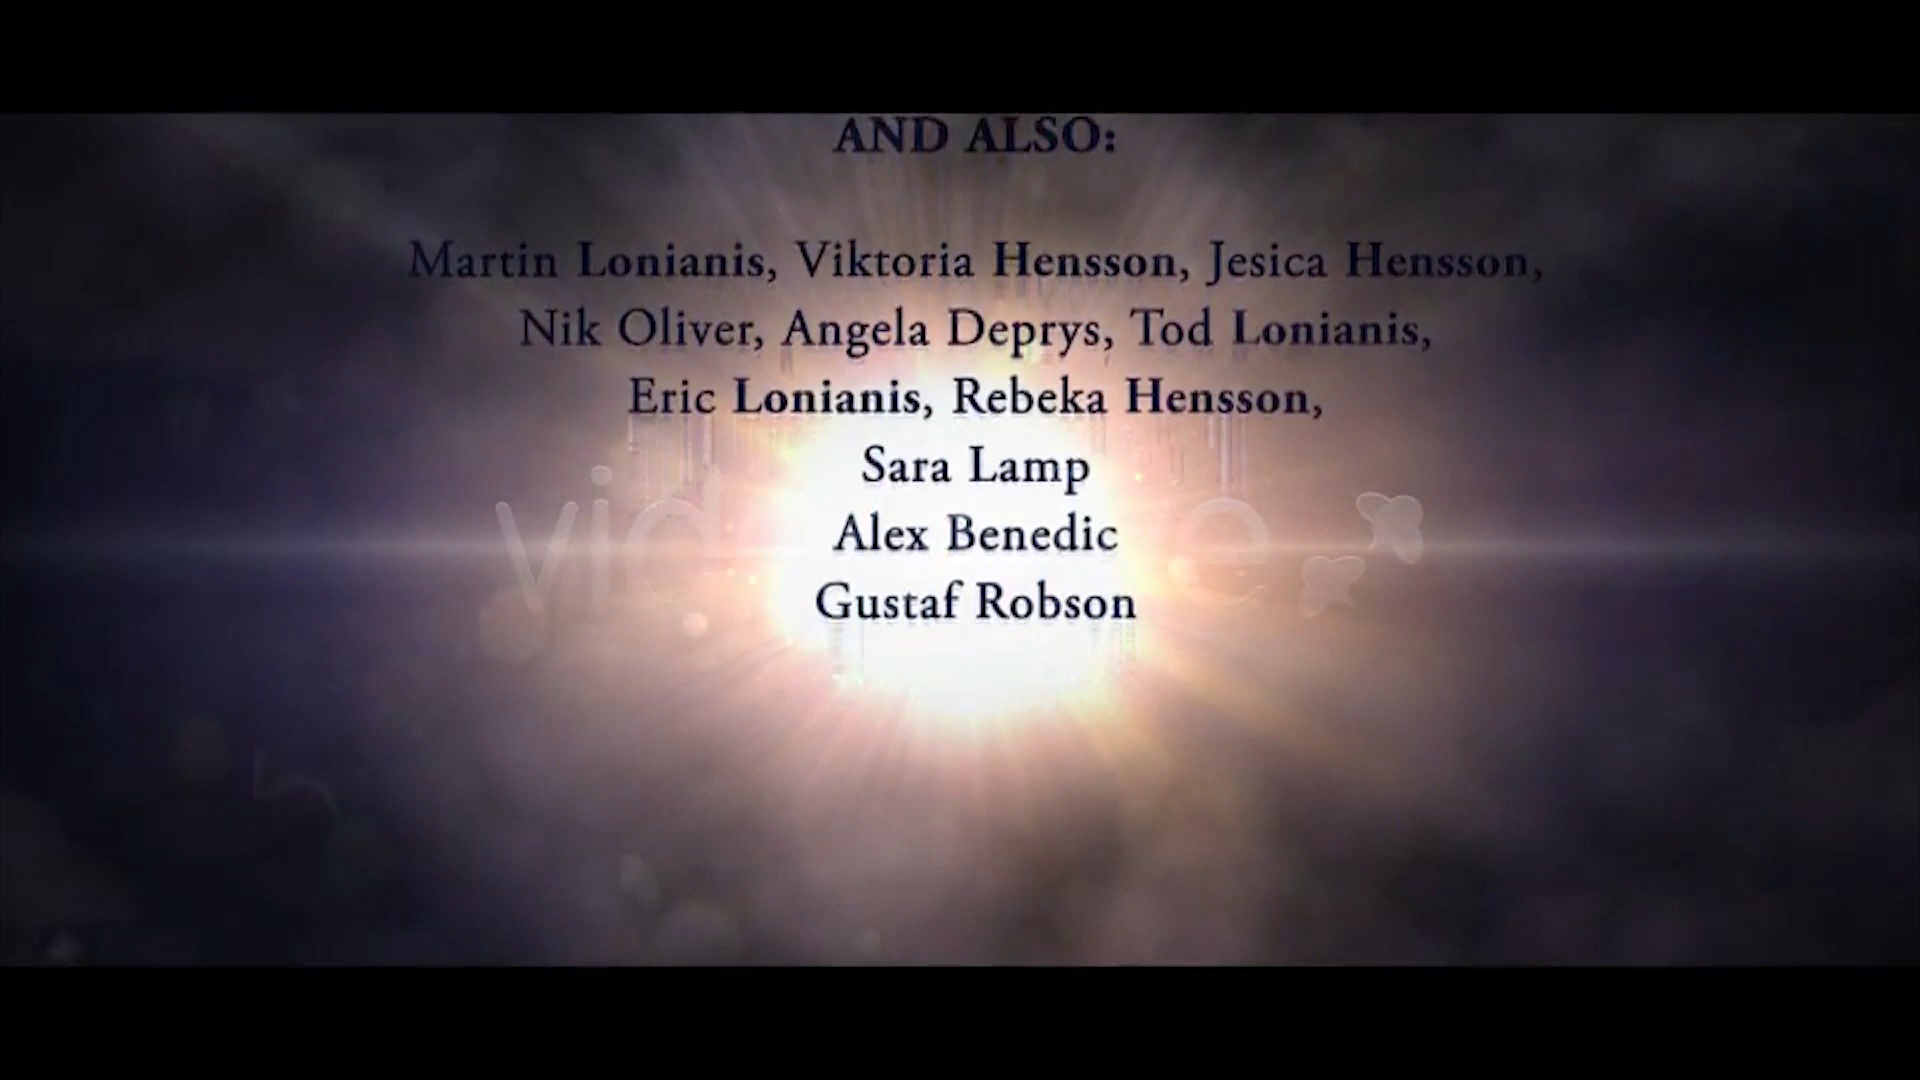 AND ALSO:
Martin Lonianis, Viktoria Hensson, Jesica Hensson,
Nik Oliver, Angela Deprys, Tod Lonianis,
Eric Lonianis, Rebeka Hensson,
Sara Lamp
Alex Benedic
Gustaf Robson